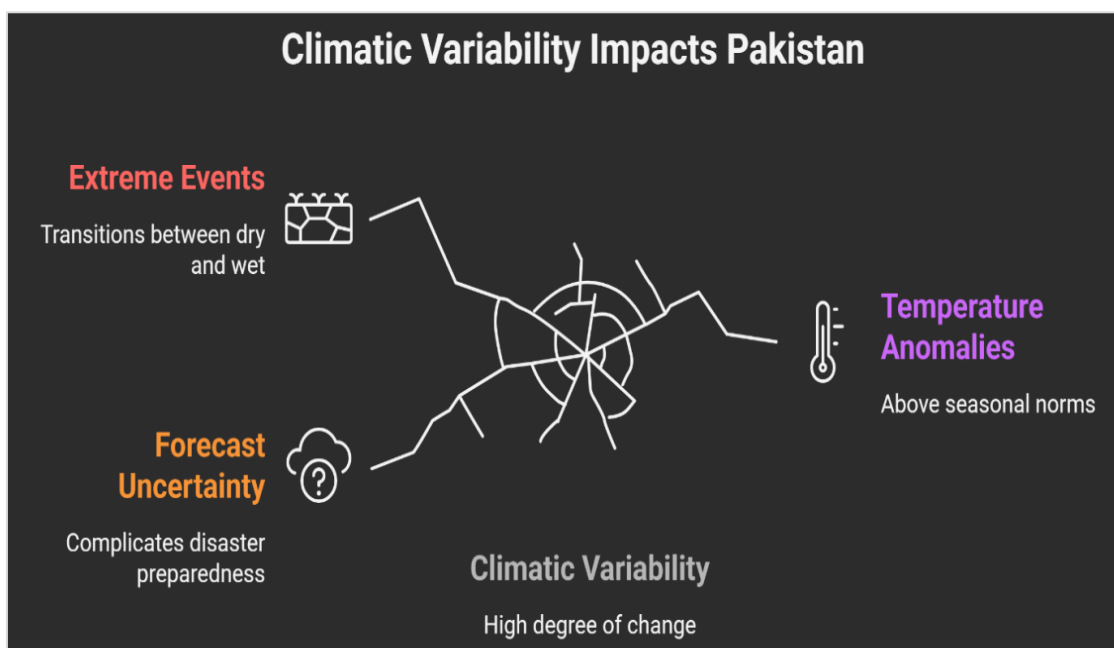 Climatic Variability Impacts Pakistan
Extreme Events
Transitions between dry
and wet
Temperature
Anomalies
Above seasonal norms
Forecast
Uncertainty
?
Complicates disaster
preparedness
Climatic Variability
High degree of change